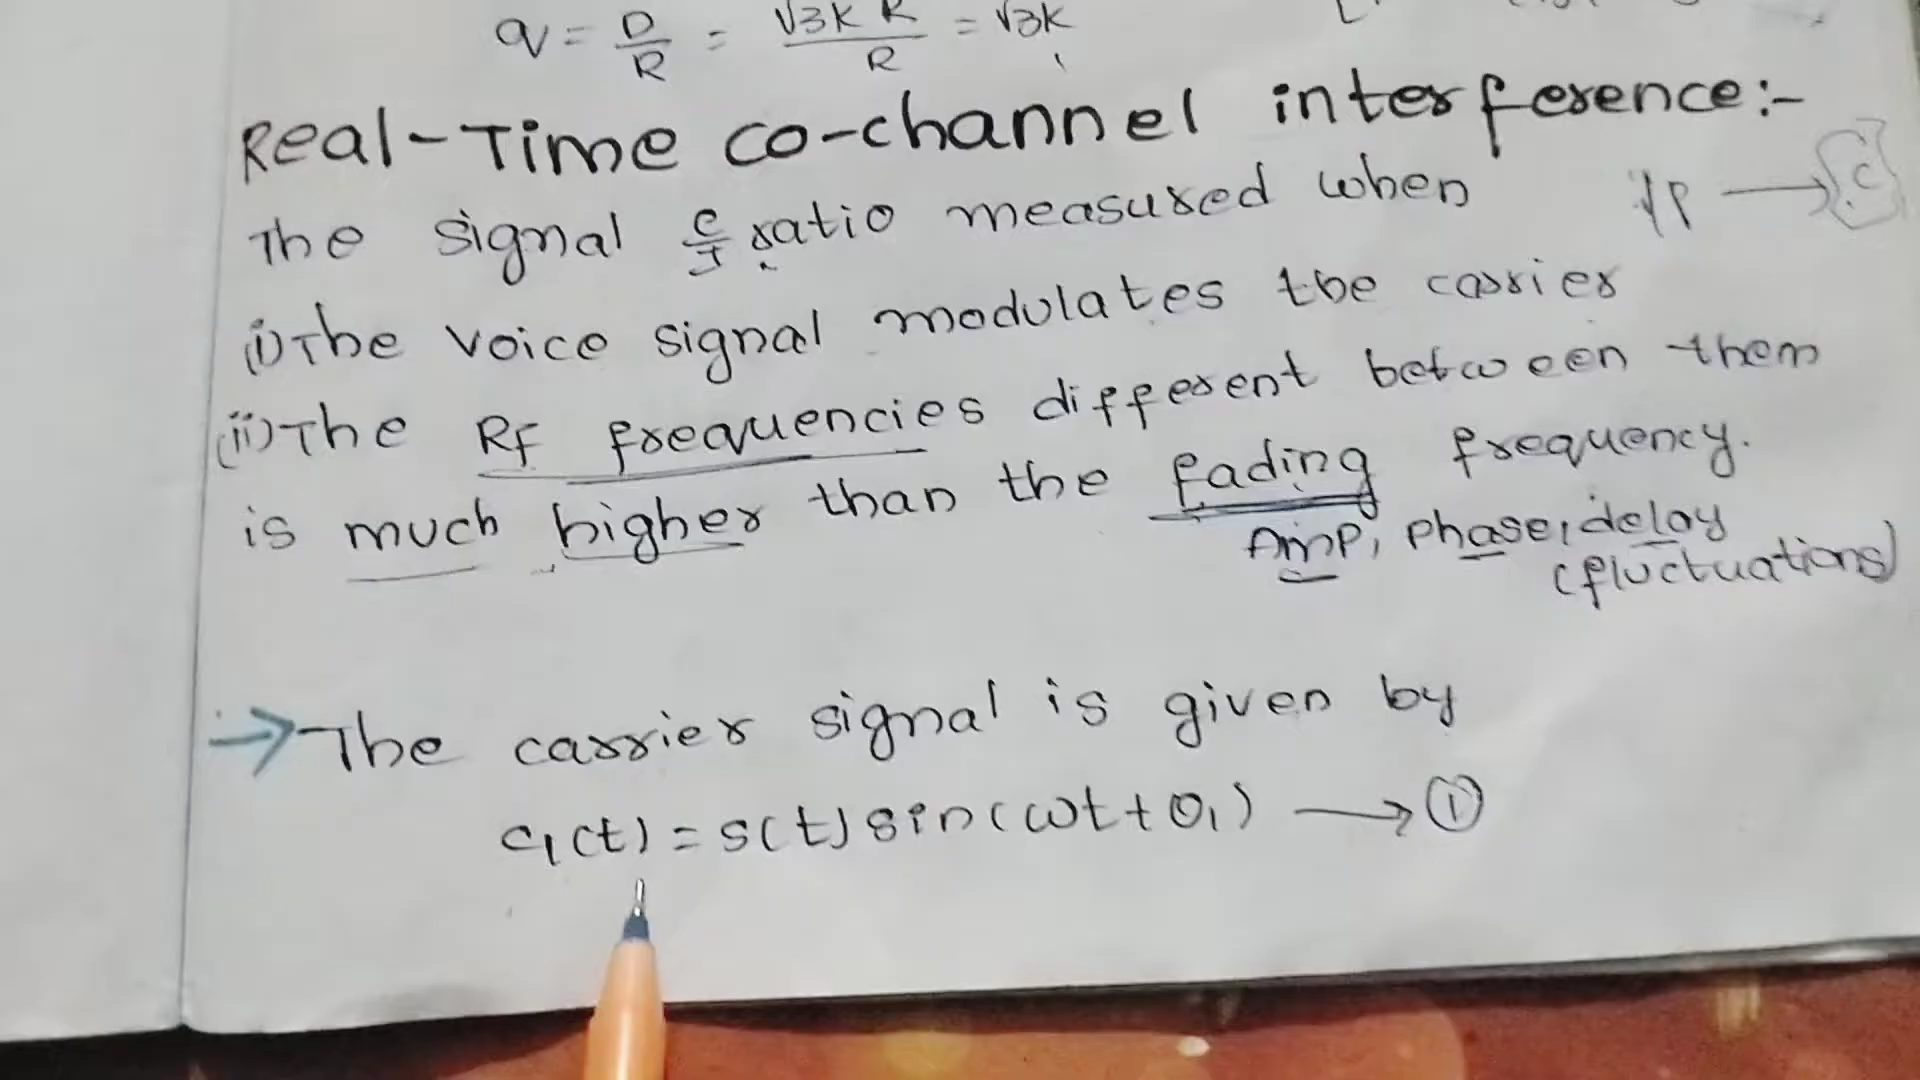 q = D/R = √3K R/R = √3K
Real-Time co-channel interference:-
The signal C/I ratio measured when
(i) The voice signal modulates the carrier
(ii) The RF frequencies different between them
is much higher than the fading frequency.
Amp, phase, delay
(fluctuations)
→ The carrier signal is given by
c₁(t) = s(t) sin(ωt + θ₁) → ①